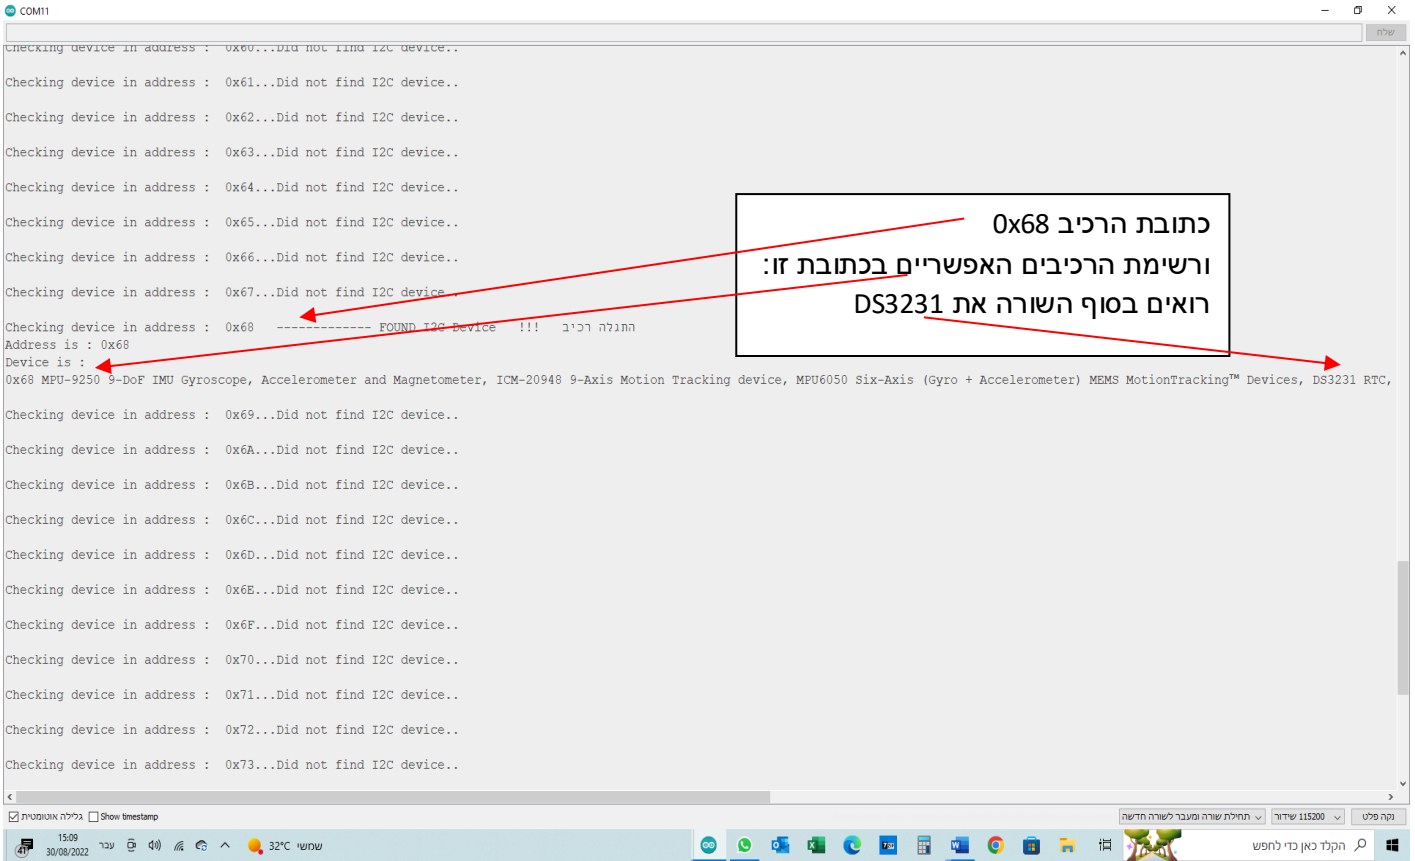 COM11
שלח
Checking device in address :  0x60...Did not find I2C device..
Checking device in address :  0x61...Did not find I2C device..
Checking device in address :  0x62...Did not find I2C device..
Checking device in address :  0x63...Did not find I2C device..
Checking device in address :  0x64...Did not find I2C device..
Checking device in address :  0x65...Did not find I2C device..
Checking device in address :  0x66...Did not find I2C device..
Checking device in address :  0x67...Did not find I2C device..
כתובת הרכיב 0x68
ורשימת הרכיבים האפשריים בכתובת זו:
רואים בסוף השורה את DS3231
Checking device in address :  0x68   ------------- FOUND I2C Device   !!!   התגלה רכיב
Address is : 0x68
Device is :
0x68 MPU-9250 9-DoF IMU Gyroscope, Accelerometer and Magnetometer, ICM-20948 9-Axis Motion Tracking device, MPU6050 Six-Axis (Gyro + Accelerometer) MEMS MotionTracking™ Devices, DS3231 RTC,
Checking device in address :  0x69...Did not find I2C device..
Checking device in address :  0x6A...Did not find I2C device..
Checking device in address :  0x6B...Did not find I2C device..
Checking device in address :  0x6C...Did not find I2C device..
Checking device in address :  0x6D...Did not find I2C device..
Checking device in address :  0x6E...Did not find I2C device..
Checking device in address :  0x6F...Did not find I2C device..
Checking device in address :  0x70...Did not find I2C device..
Checking device in address :  0x71...Did not find I2C device..
Checking device in address :  0x72...Did not find I2C device..
Checking device in address :  0x73...Did not find I2C device..
גלילה אוטומטית
Show timestamp
תחילת שורה ומעבר לשורה חדשה
115200 שידור
נקה פלט
15:09
30/08/2022
עבר
32°C שמשי
הקלד כאן כדי לחפש